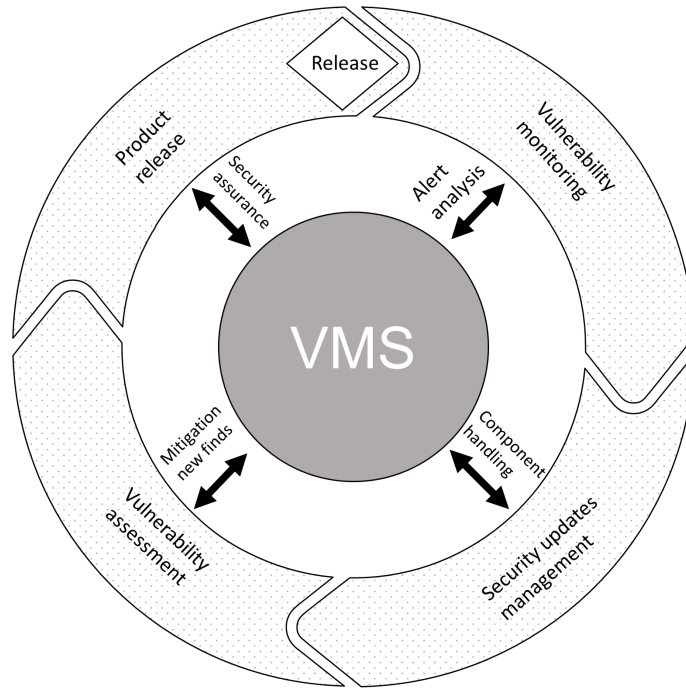 Release
Product
release
Vulnerability
monitoring
Security
assurance
Alert
analysis
VMS
Mitigation
new finds
Component
handling
Vulnerability
assessment
Security updates
management